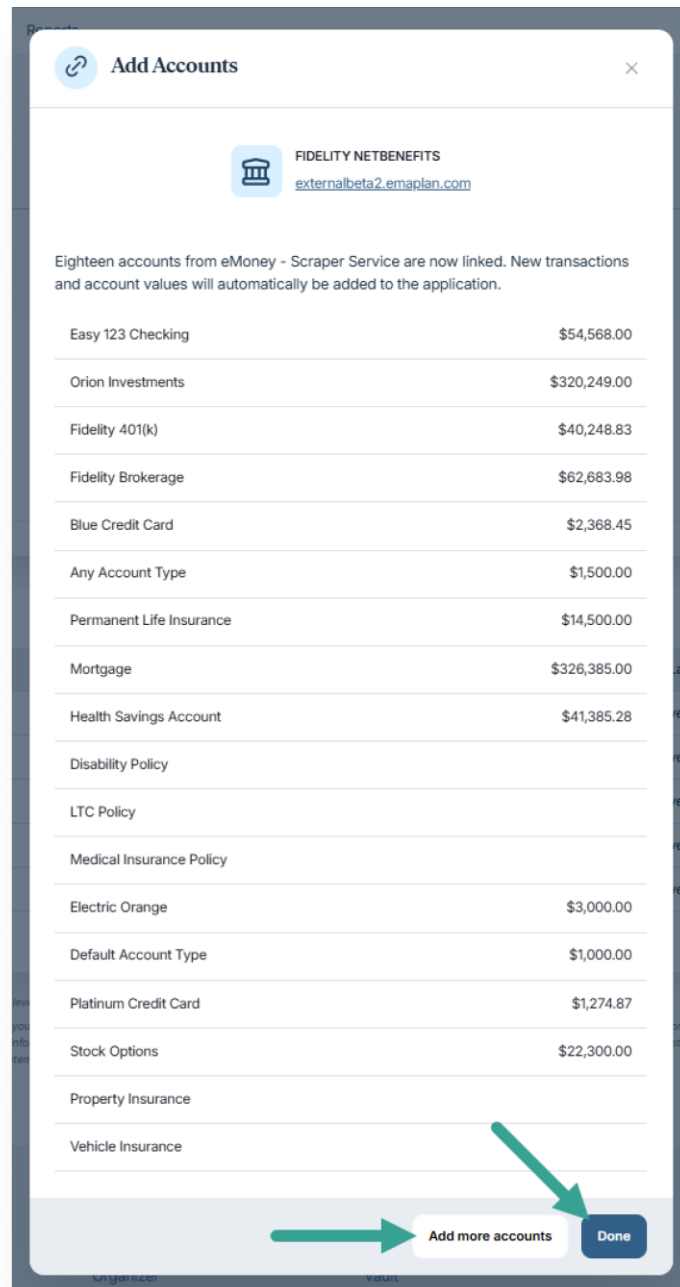 Reports
Add Accounts
FIDELITY NETBENEFITS
externalbeta2.emaplan.com
Eighteen accounts from eMoney - Scraper Service are now linked. New transactions
and account values will automatically be added to the application.
Easy 123 Checking $54,568.00
Orion Investments $320,249.00
Fidelity 401(k) $40,248.83
Fidelity Brokerage $62,683.98
Blue Credit Card $2,368.45
Any Account Type $1,500.00
Permanent Life Insurance $14,500.00
Mortgage $326,385.00
Health Savings Account $41,385.28
Disability Policy
LTC Policy
Medical Insurance Policy
Electric Orange $3,000.00
Default Account Type $1,000.00
Platinum Credit Card $1,274.87
Stock Options $22,300.00
Property Insurance
Vehicle Insurance
Add more accounts Done
Organizer Vault